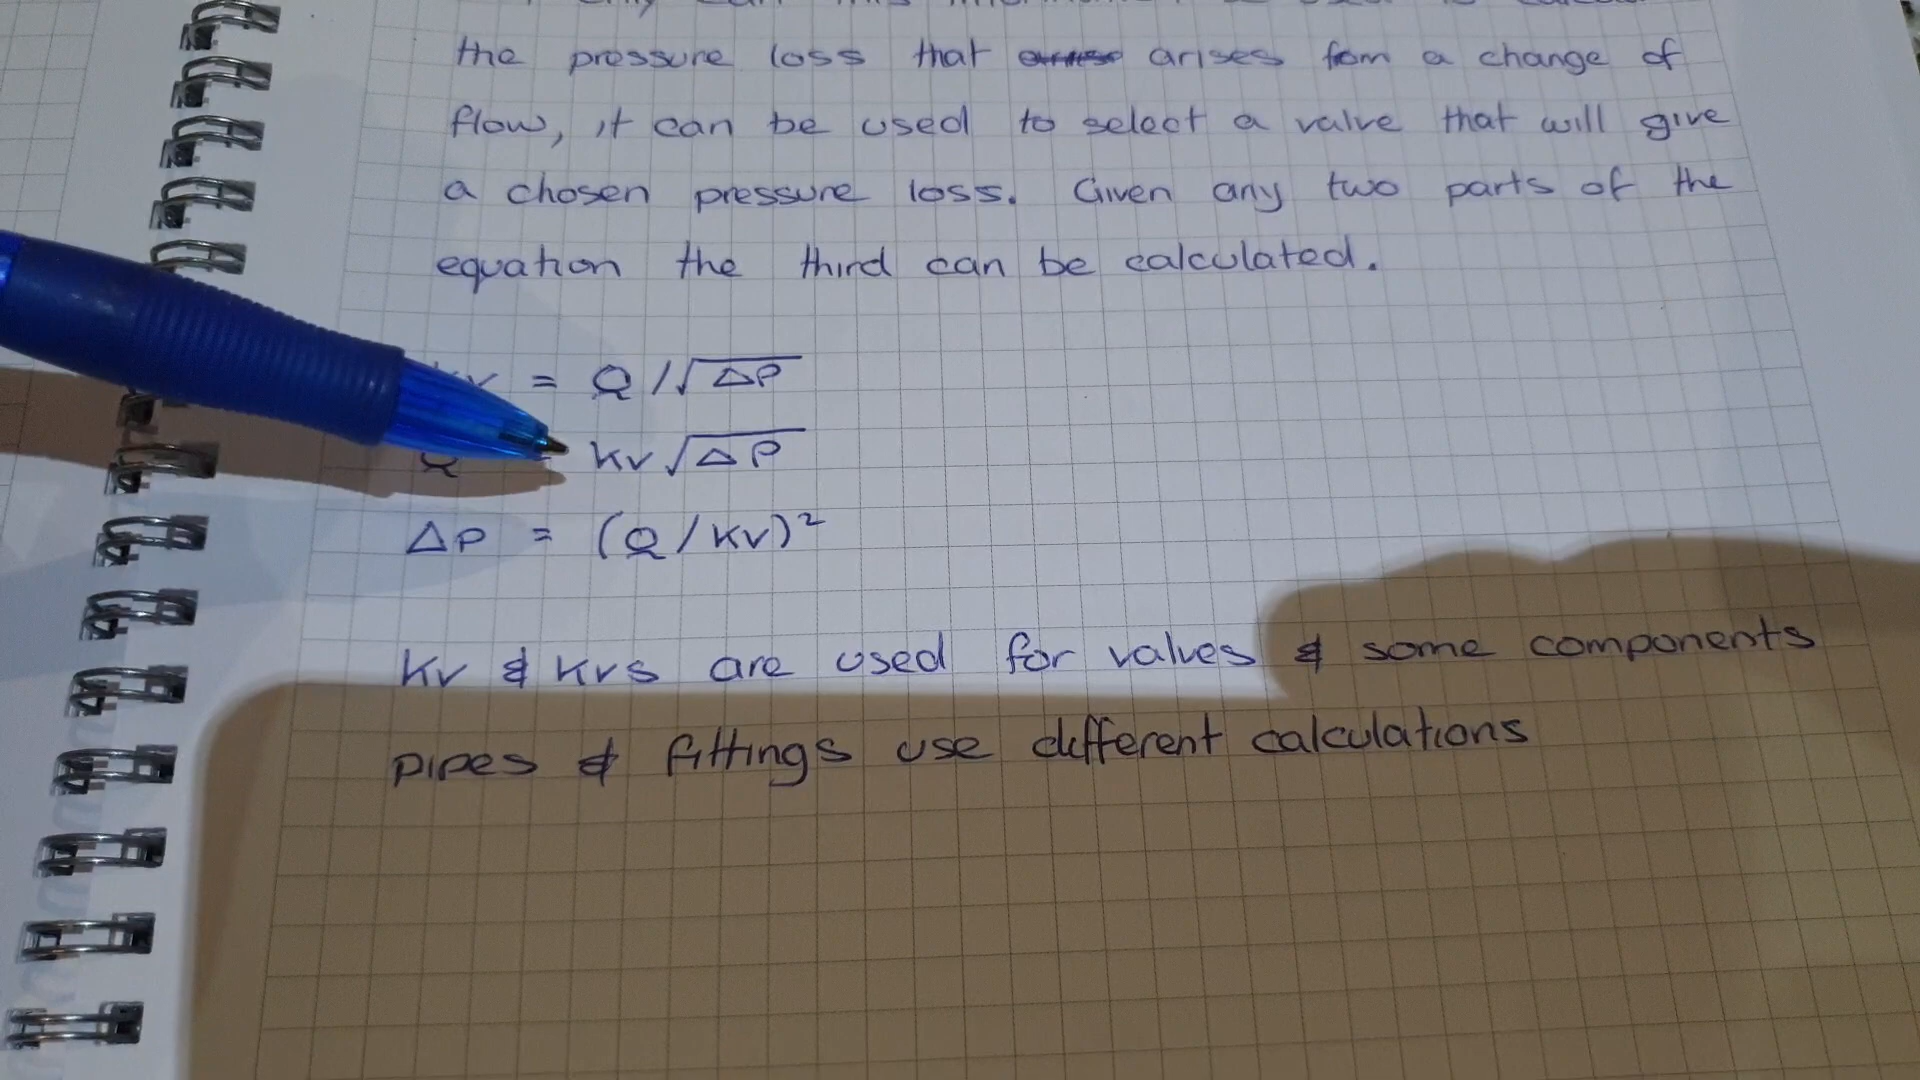 the pressure loss that arises from a change of
flow, it can be used to select a valve that will give
a chosen pressure loss. Given any two parts of the
equation the third can be calculated.
= Q/√ΔP
kv√ΔP
ΔP = (Q/kv)²
Kv & kvs are used for valves & some components
pipes & fittings use different calculations